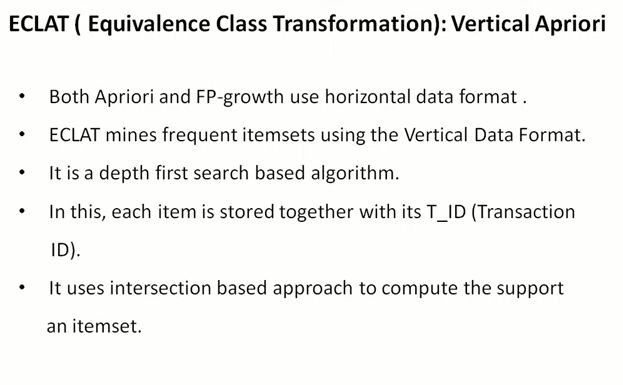 ECLAT ( Equivalence Class Transformation): Vertical Apriori
• Both Apriori and FP-growth use horizontal data format .
• ECLAT mines frequent itemsets using the Vertical Data Format.
• It is a depth first search based algorithm.
• In this, each item is stored together with its T_ID (Transaction
ID).
• It uses intersection based approach to compute the support
an itemset.